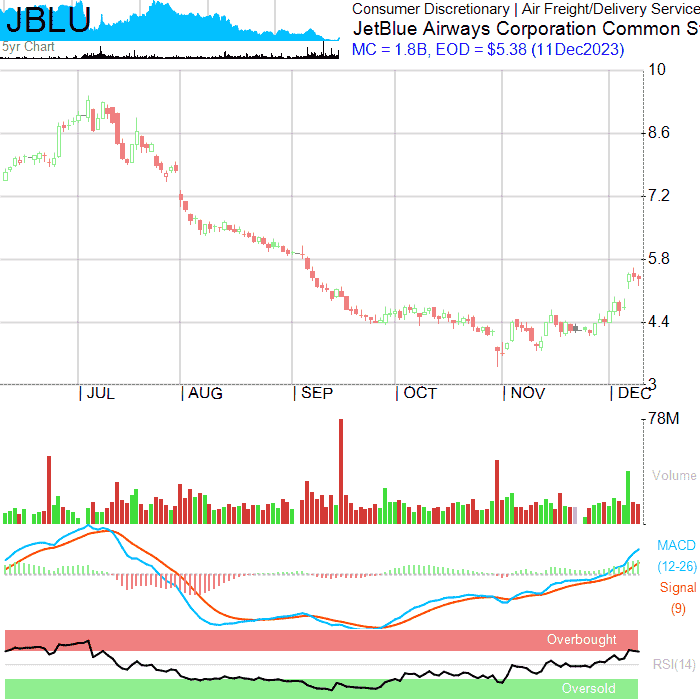 JBLU
5yr Chart
Consumer Discretionary | Air Freight/Delivery Service
JetBlue Airways Corporation Common S
MC = 1.8B, EOD = $5.38 (11Dec2023)
10
8.6
7.2
5.8
4.4
3
JUL AUG SEP OCT NOV DEC
78M
Volume
MACD
(12-26)
Signal
(9)
Overbought
RSI(14)
Oversold